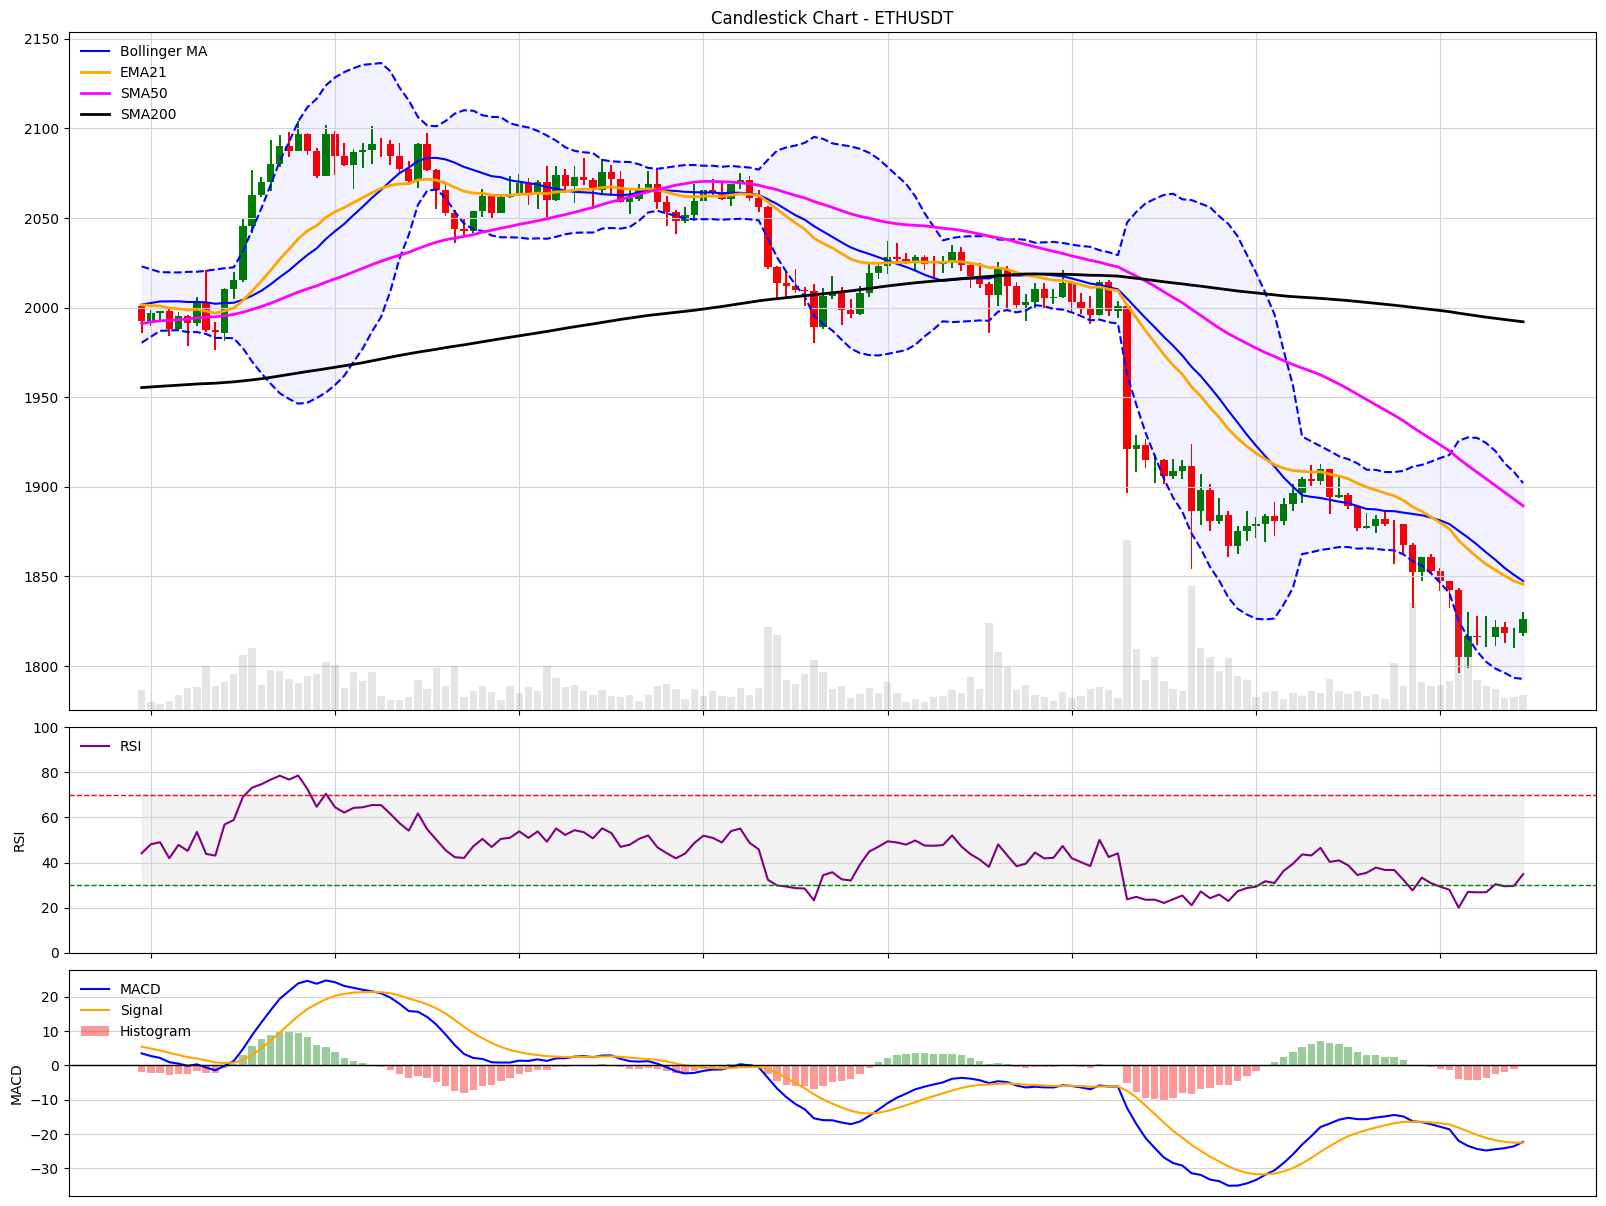 Candlestick Chart - ETHUSDT
2150
2100
2050
2000
1950
1900
1850
1800
Bollinger MA
EMA21
SMA50
SMA200
100
80
60
40
20
0
RSI
RSI
20
10
0
−10
−20
−30
MACD
MACD
Signal
Histogram